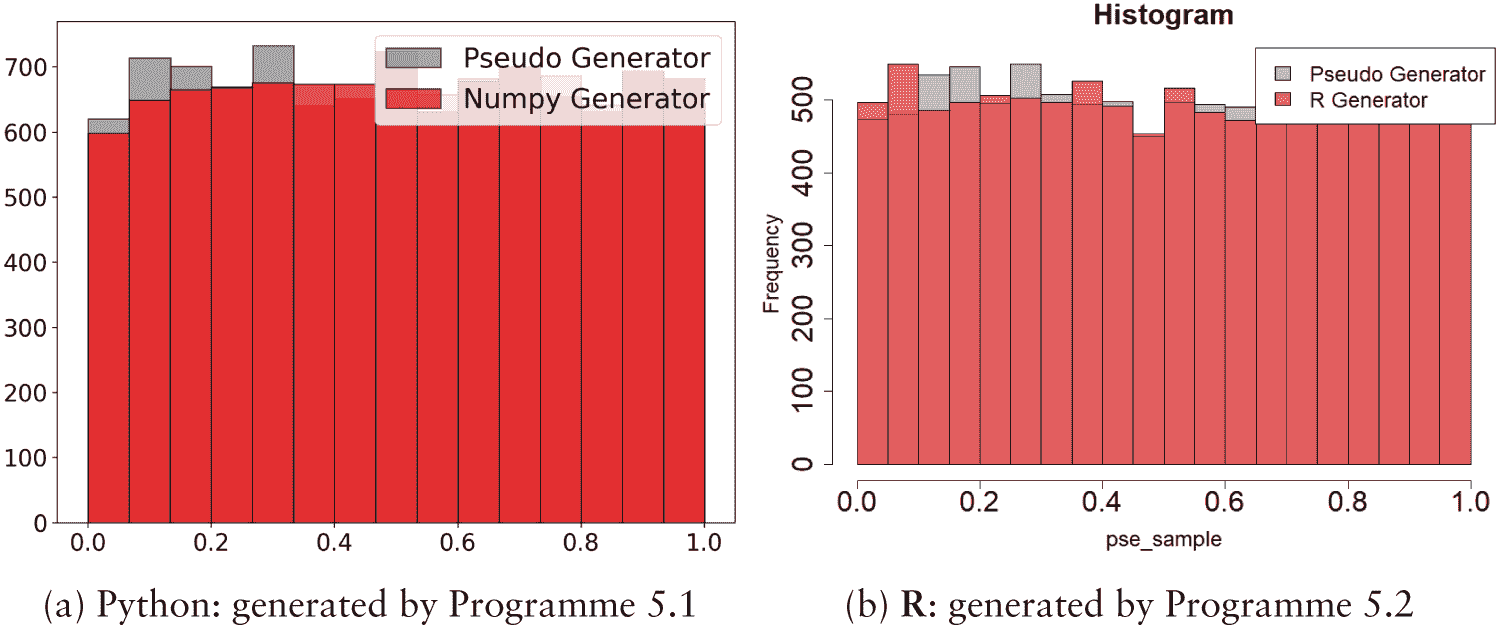 Pseudo Generator
Numpy Generator
700
600
500
400
300
200
100
0
0.0 0.2 0.4 0.6 0.8 1.0
(a) Python: generated by Programme 5.1
Histogram
Pseudo Generator
R Generator
Frequency
500
400
300
200
100
0
0.0 0.2 0.4 0.6 0.8 1.0
pse_sample
(b) R: generated by Programme 5.2